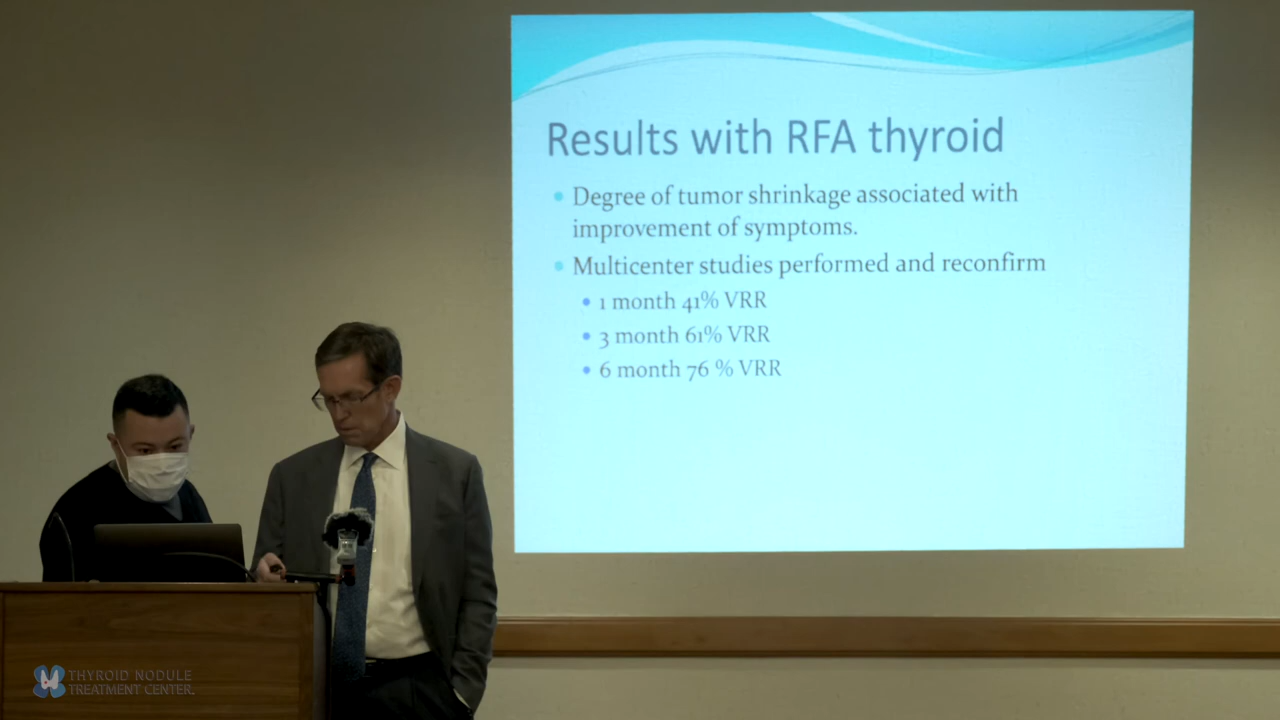 Results with RFA thyroid
Degree of tumor shrinkage associated with
improvement of symptoms.
Multicenter studies performed and reconfirm
1 month 41% VRR
3 month 61% VRR
6 month 76 % VRR
THYROID NODULE
TREATMENT CENTER